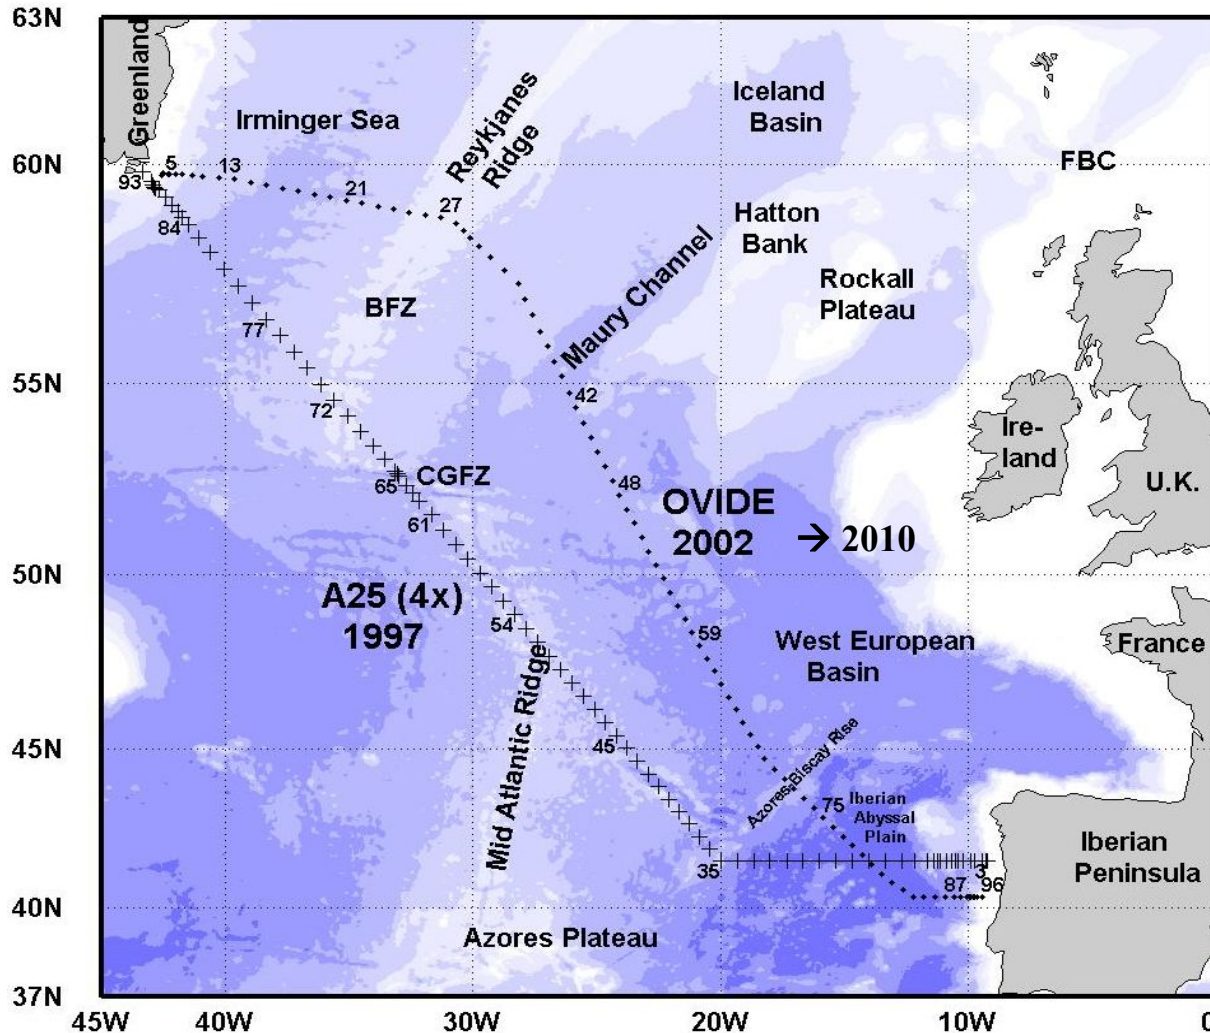 63N
Greenland
Irminger Sea
Reykjanes
Ridge
Iceland
Basin
60N
5
13
FBC
93
21
27
Hatton
Bank
84
Maury Channel
Rockall
Plateau
BFZ
77
55N
42
72
Ire-
land
CGFZ
65
48
U.K.
61
OVIDE
2002 → 2010
50N
A25 (4x)
1997
54
59
West European
Basin
France
Mid Atlantic Ridge
45N
45
Azores-Biscay Rise
75
Iberian
Abyssal
Plain
Iberian
Peninsula
35
3
87
96
40N
Azores Plateau
37N
45W
40W
30W
20W
10W
0